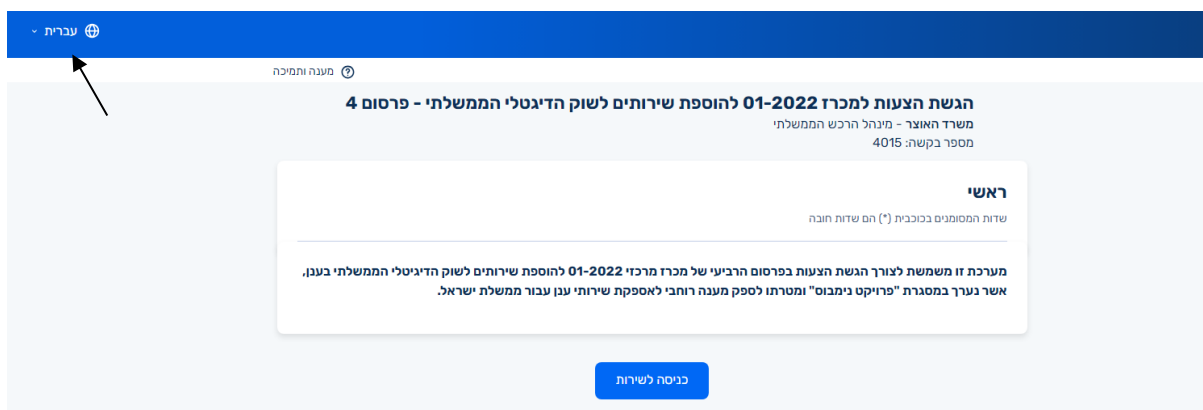 עברית
מענה ותמיכה
הגשת הצעות למכרז 01-2022 להוספת שירותים לשוק הדיגטלי הממשלתי - פרסום 4
משרד האוצר - מינהל הרכש הממשלתי
מספר בקשה: 4015
ראשי
שדות המסומנים בכוכבית (*) הם שדות חובה
מערכת זו משמשת לצורך הגשת הצעות בפרסום הרביעי של מכרז מרכזי 01-2022 להוספת שירותים לשוק הדיגיטלי הממשלתי בענן,
אשר נערך במסגרת "פרויקט נימבוס" ומטרתו לספק מענה רוחבי לאספקת שירותי ענן עבור ממשלת ישראל.
כניסה לשירות